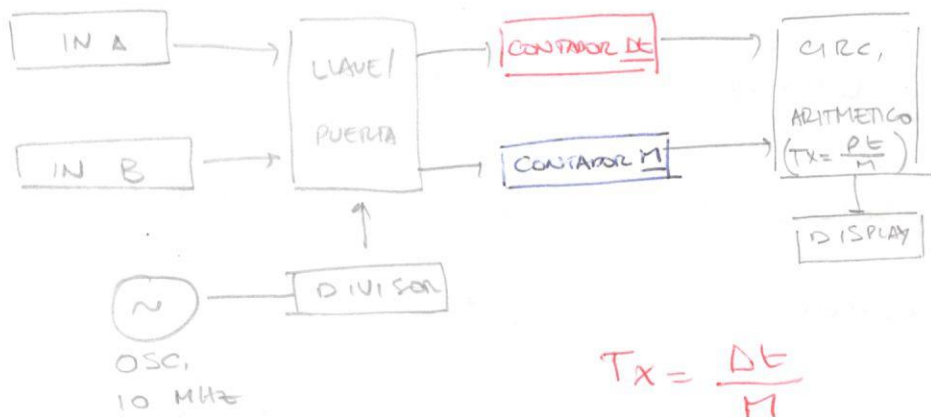 IN A
IN B
LLAVE/
PUERTA
CONTADOR Δt
CONTADOR M
CIRC,
ARITMETICO
(TX = Δt/M)
DISPLAY
~
OSC,
10 MHZ
DIVISOR
TX = Δt/M